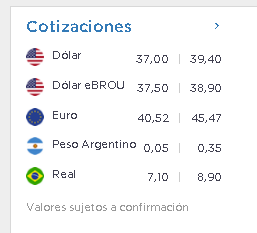 Cotizaciones >
Dólar 37,00 | 39,40
Dólar eBROU 37,50 | 38,90
Euro 40,52 | 45,47
Peso Argentino 0,05 | 0,35
Real 7,10 | 8,90
Valores sujetos a confirmación